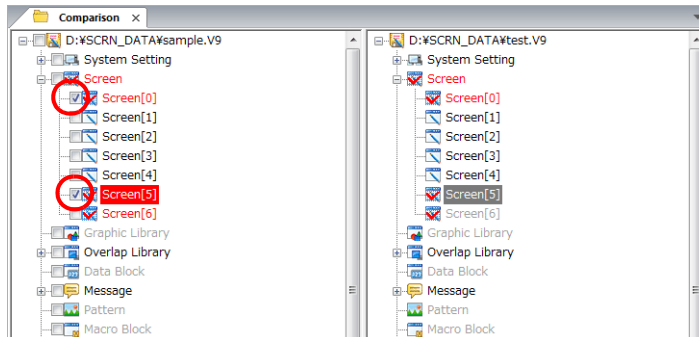 Comparison ×
D:¥SCRN_DATA¥sample.V9
System Setting
Screen
Screen[0]
Screen[1]
Screen[2]
Screen[3]
Screen[4]
Screen[5]
Screen[6]
Graphic Library
Overlap Library
Data Block
Message
Pattern
Macro Block
D:¥SCRN_DATA¥test.V9
System Setting
Screen
Screen[0]
Screen[1]
Screen[2]
Screen[3]
Screen[4]
Screen[5]
Screen[6]
Graphic Library
Overlap Library
Data Block
Message
Pattern
Macro Block